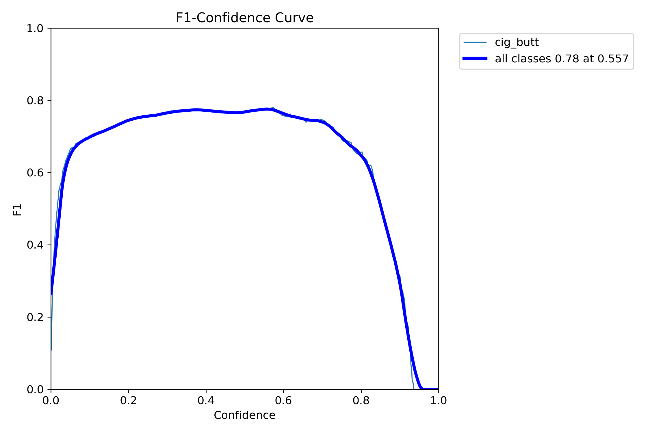 F1-Confidence Curve
1.0
0.8
0.6
0.4
0.2
0.0
F1
0.0 0.2 0.4 0.6 0.8 1.0
Confidence
cig_butt
all classes 0.78 at 0.557